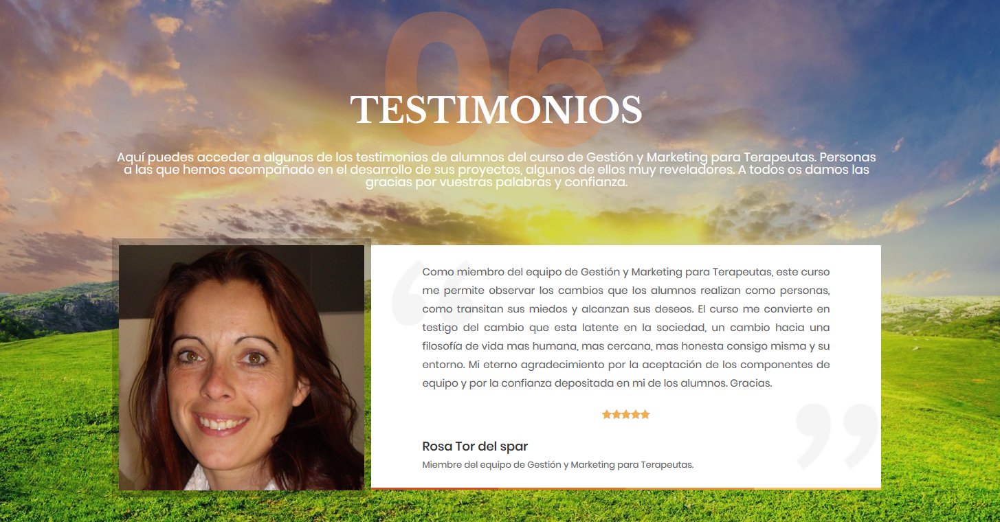 06
TESTIMONIOS
Aquí puedes acceder a algunos de los testimonios de alumnos del curso de Gestión y Marketing para Terapeutas. Personas
a las que hemos acompañado en el desarrollo de sus proyectos, algunos de ellos muy reveladores. A todos os damos las
gracias por vuestras palabras y confianza.
Como miembro del equipo de Gestión y Marketing para Terapeutas, este curso
me permite observar los cambios que los alumnos realizan como personas,
como transitan sus miedos y alcanzan sus deseos. El curso me convierte en
testigo del cambio que esta latente en la sociedad, un cambio hacia una
filosofía de vida mas humana, mas cercana, mas honesta consigo misma y su
entorno. Mi eterno agradecimiento por la aceptación de los componentes de
equipo y por la confianza depositada en mi de los alumnos. Gracias.
Rosa Tor del spar
Miembre del equipo de Gestión y Marketing para Terapeutas.